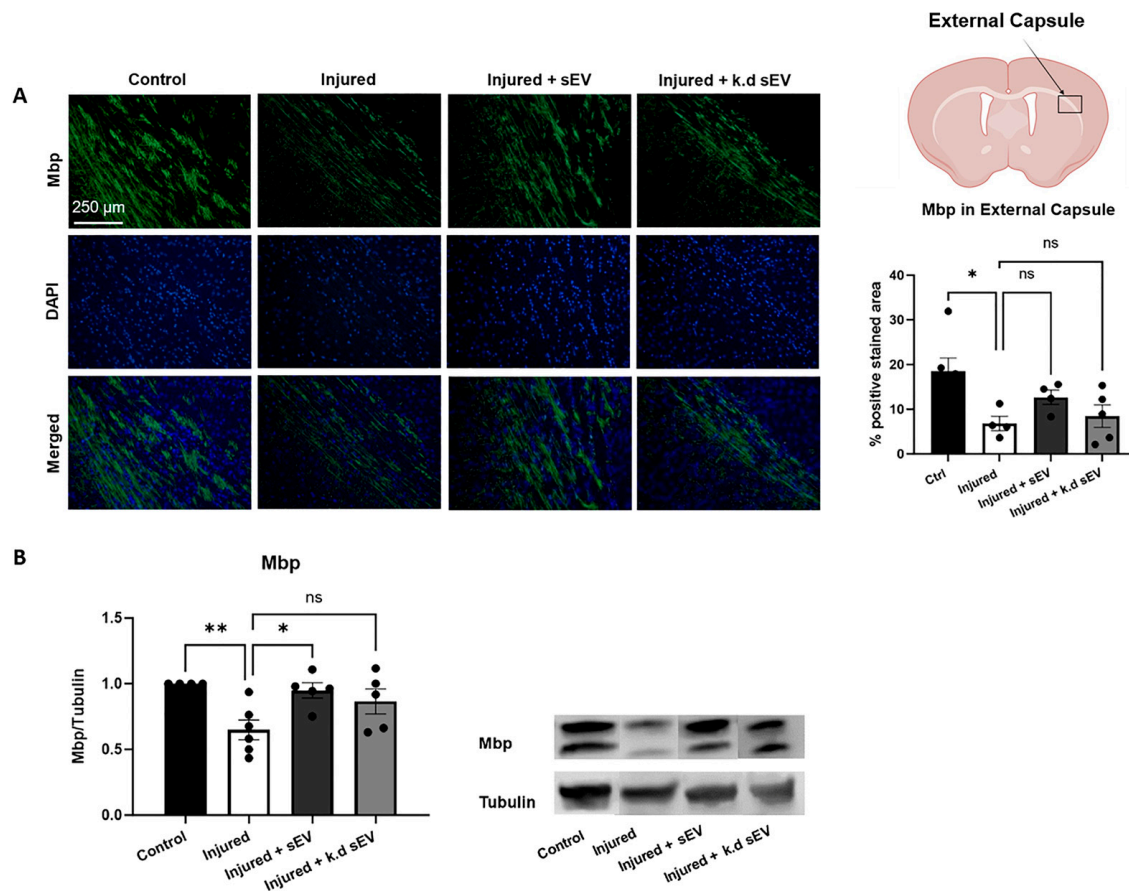 External Capsule
A
Control
Injured
Injured + sEV
Injured + k.d sEV
Mbp
250 µm
DAPI
Merged
Mbp in External Capsule
ns
* ns
% positive stained area
40
30
20
10
0
Ctrl
Injured
Injured + sEV
Injured + k.d sEV
B
Mbp
ns
** *
Mbp/Tubulin
1.5
1.0
0.5
0.0
Control
Injured
Injured + sEV
Injured + k.d sEV
Mbp
Tubulin
Control
Injured
Injured + sEV
Injured + k.d sEV